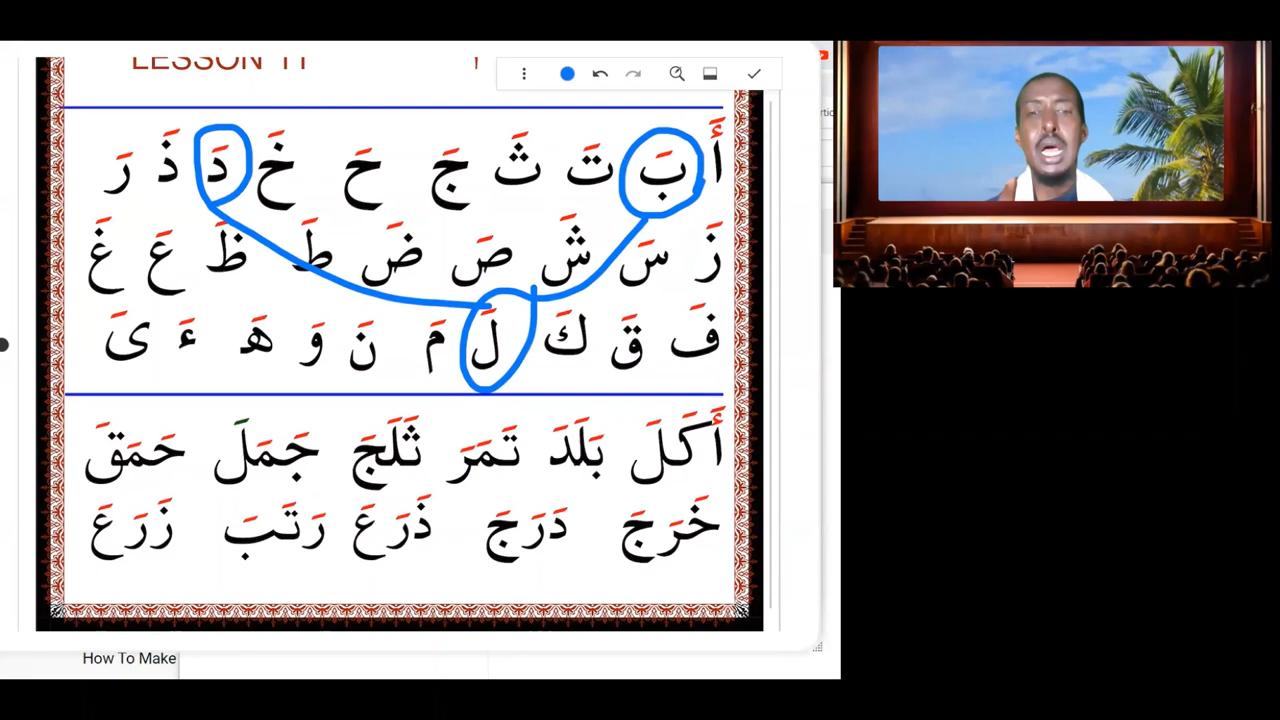 LESSON 11
أَ بَ تَ ثَ جَ حَ خَ دَ ذَ رَ
زَ سَ شَ صَ ضَ طَ ظَ عَ غَ
فَ قَ كَ لَ مَ نَ وَ هَ ءَ ىَ
أَكَلَ بَلَدَ تَمَرَ ثَلَجَ جَمَلَ حَمَقَ
خَرَجَ دَرَجَ ذَرَعَ رَتَبَ زَرَعَ
How To Make